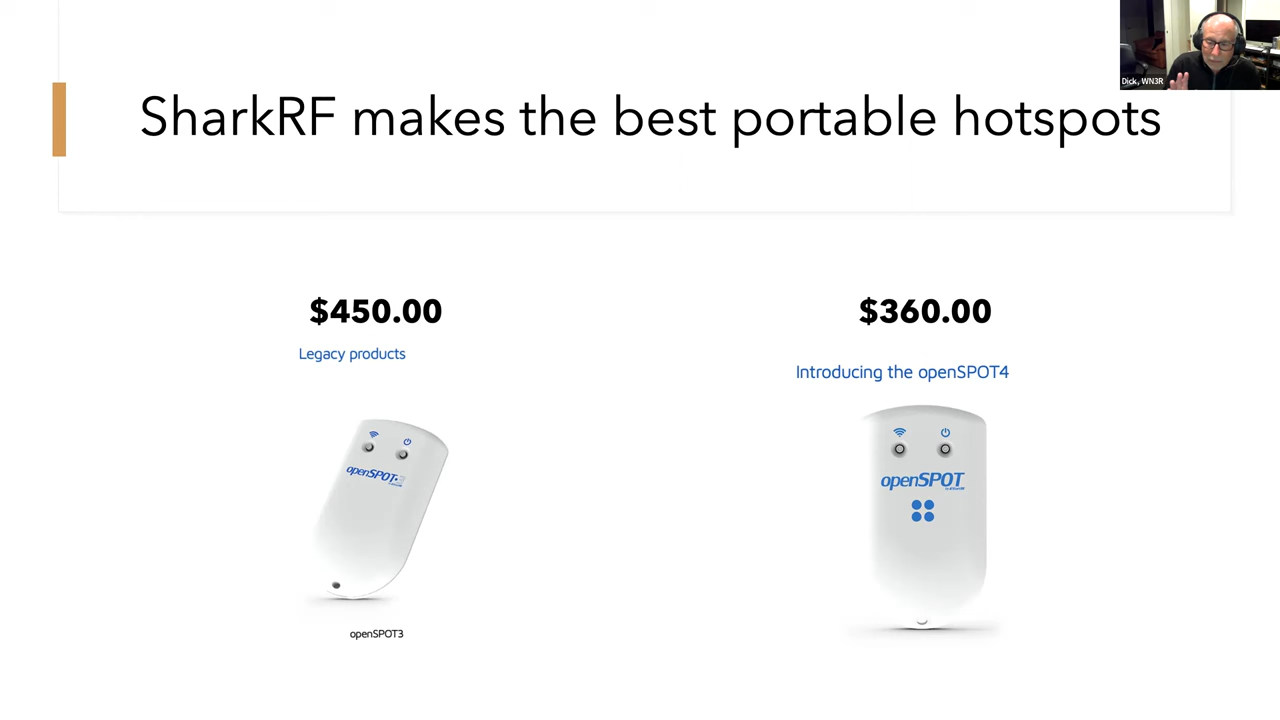 Dick, WN3R
SharkRF makes the best portable hotspots
$450.00
Legacy products
openSPOT3
openSPOT3
$360.00
Introducing the openSPOT4
openSPOT